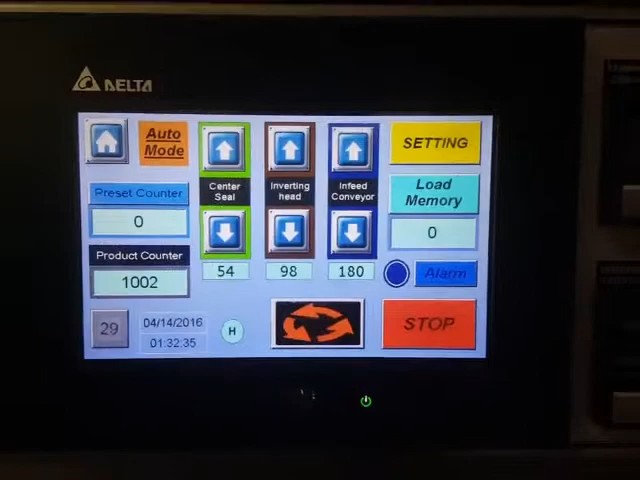 DELTA
Auto
Mode
SETTING
Preset Counter
Center
Seal
Inverting
head
Infeed
Conveyor
Load
Memory
0
0
Product Counter
54
98
180
Alarm
1002
29
04/14/2016
01:32:35
H
STOP